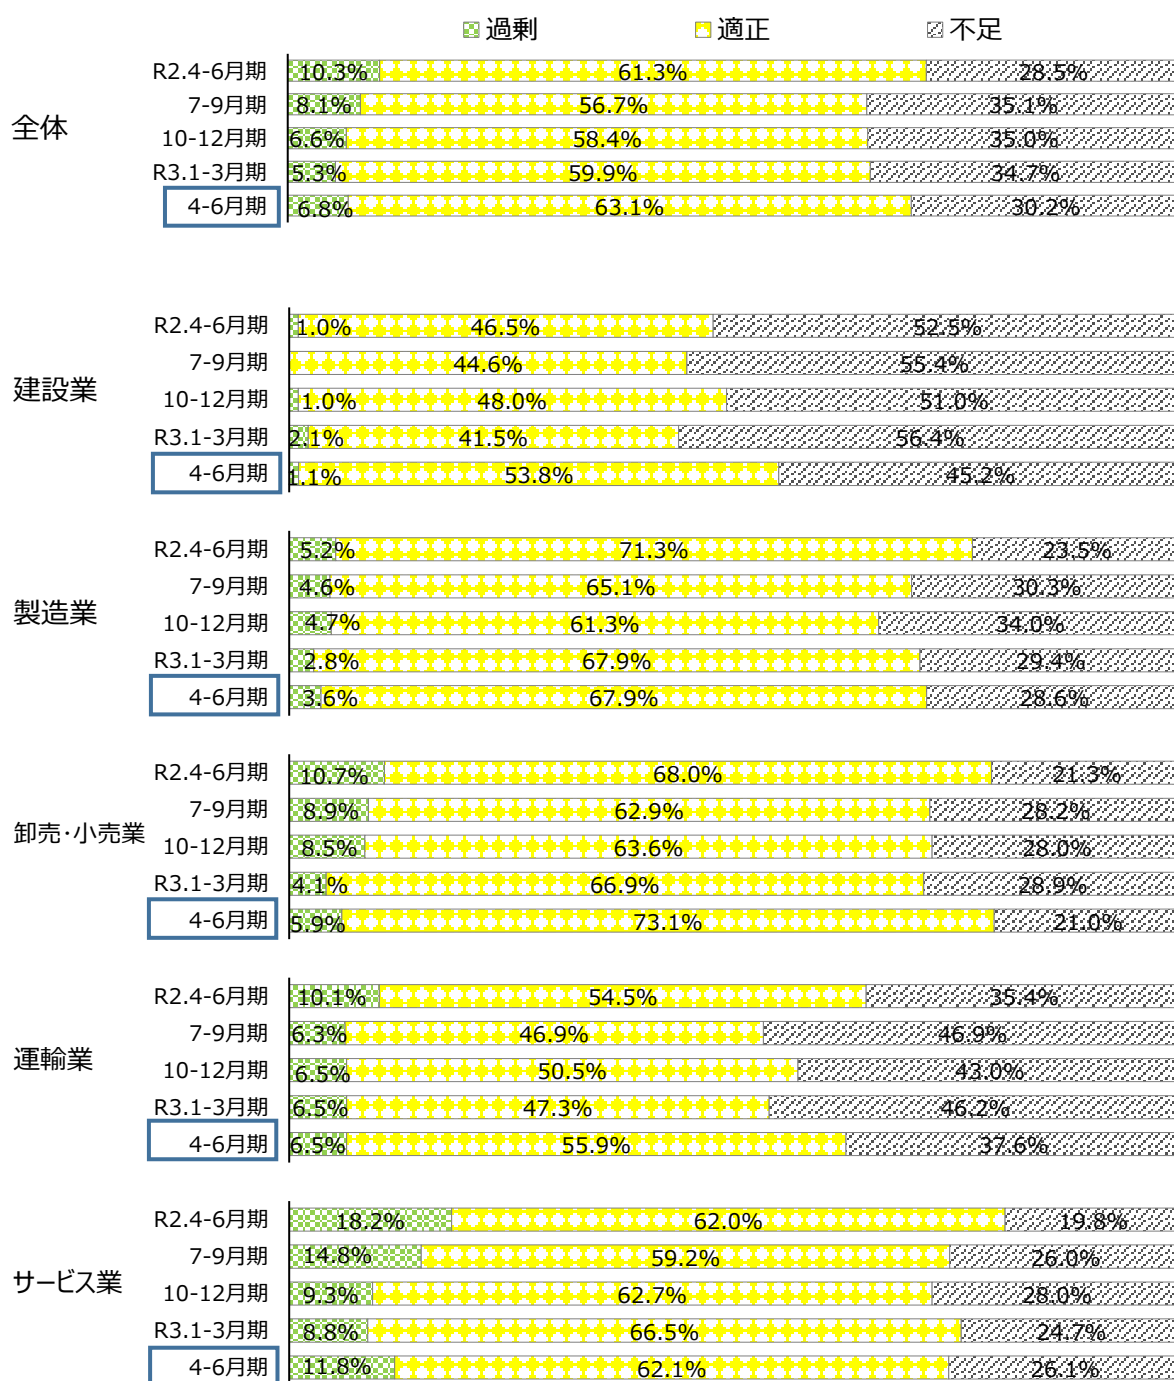 過剰 適正 不足
全体
R2.4-6月期 10.3% 61.3% 28.5%
7-9月期 8.1% 56.7% 35.1%
10-12月期 6.6% 58.4% 35.0%
R3.1-3月期 5.3% 59.9% 34.7%
4-6月期 6.8% 63.1% 30.2%
建設業
R2.4-6月期 1.0% 46.5% 52.5%
7-9月期 44.6% 55.4%
10-12月期 1.0% 48.0% 51.0%
R3.1-3月期 2.1% 41.5% 56.4%
4-6月期 1.1% 53.8% 45.2%
製造業
R2.4-6月期 5.2% 71.3% 23.5%
7-9月期 4.6% 65.1% 30.3%
10-12月期 4.7% 61.3% 34.0%
R3.1-3月期 2.8% 67.9% 29.4%
4-6月期 3.6% 67.9% 28.6%
卸売･小売業
R2.4-6月期 10.7% 68.0% 21.3%
7-9月期 8.9% 62.9% 28.2%
10-12月期 8.5% 63.6% 28.0%
R3.1-3月期 4.1% 66.9% 28.9%
4-6月期 5.9% 73.1% 21.0%
運輸業
R2.4-6月期 10.1% 54.5% 35.4%
7-9月期 6.3% 46.9% 46.9%
10-12月期 6.5% 50.5% 43.0%
R3.1-3月期 6.5% 47.3% 46.2%
4-6月期 6.5% 55.9% 37.6%
サービス業
R2.4-6月期 18.2% 62.0% 19.8%
7-9月期 14.8% 59.2% 26.0%
10-12月期 9.3% 62.7% 28.0%
R3.1-3月期 8.8% 66.5% 24.7%
4-6月期 11.8% 62.1% 26.1%